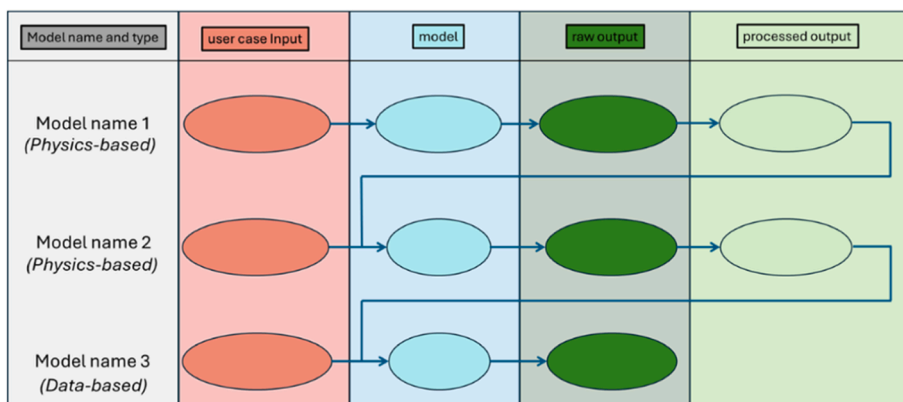 Model name and type
user case Input
model
raw output
processed output
Model name 1
(Physics-based)
Model name 2
(Physics-based)
Model name 3
(Data-based)